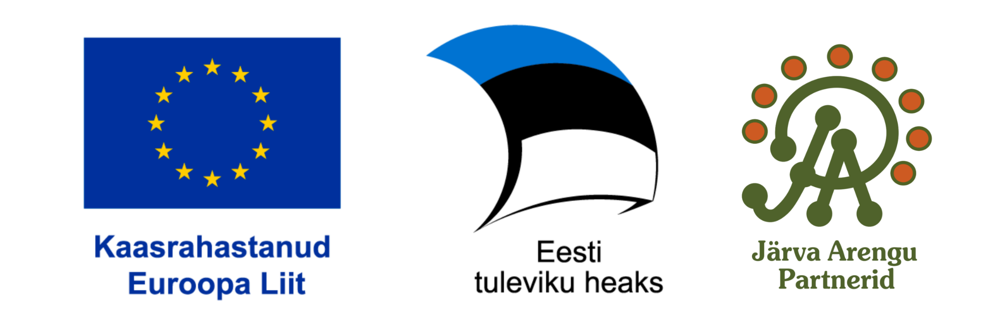 Kaasrahastanud
Euroopa Liit
Eesti
tuleviku heaks
Järva Arengu
Partnerid